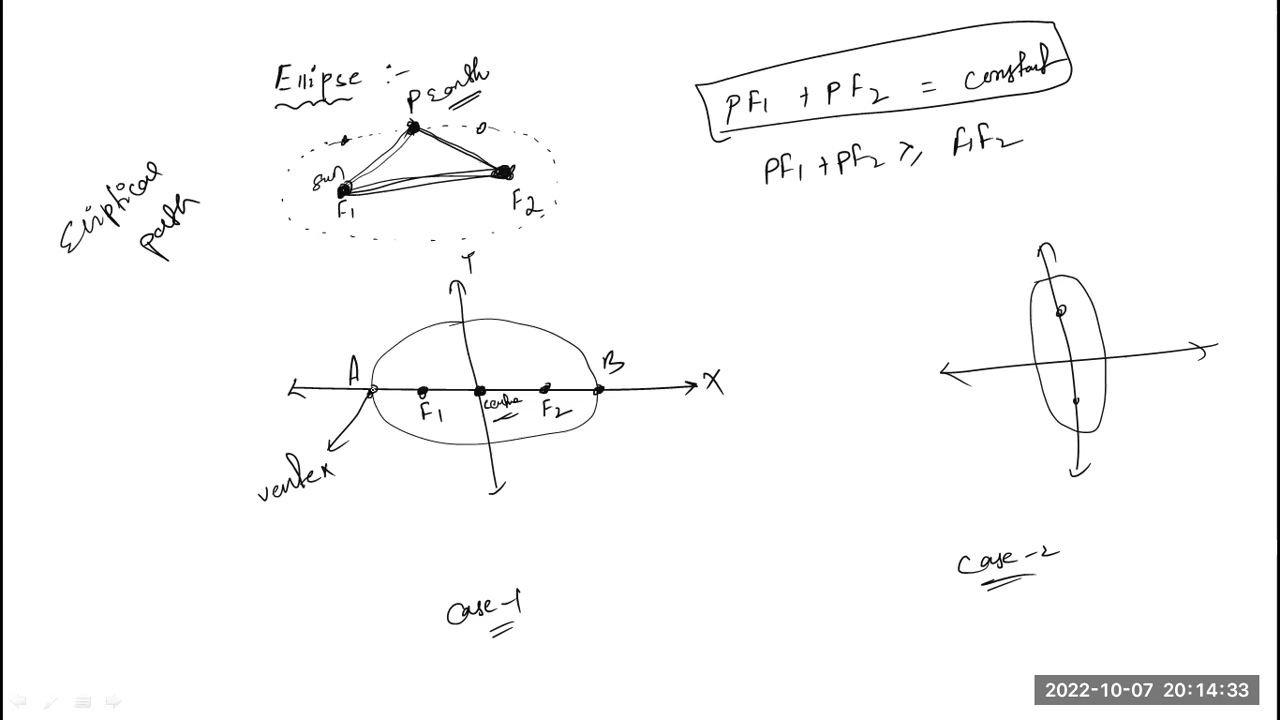 Ellipse :-
P earth
sun
F1
F2
Elliptical
path
PF1 + PF2 = constant
PF1 + PF2 ⩾ F1F2
Y
A
B
X
F1
centre
F2
vertex
Case-1
Case-2
2022-10-07 20:14:33